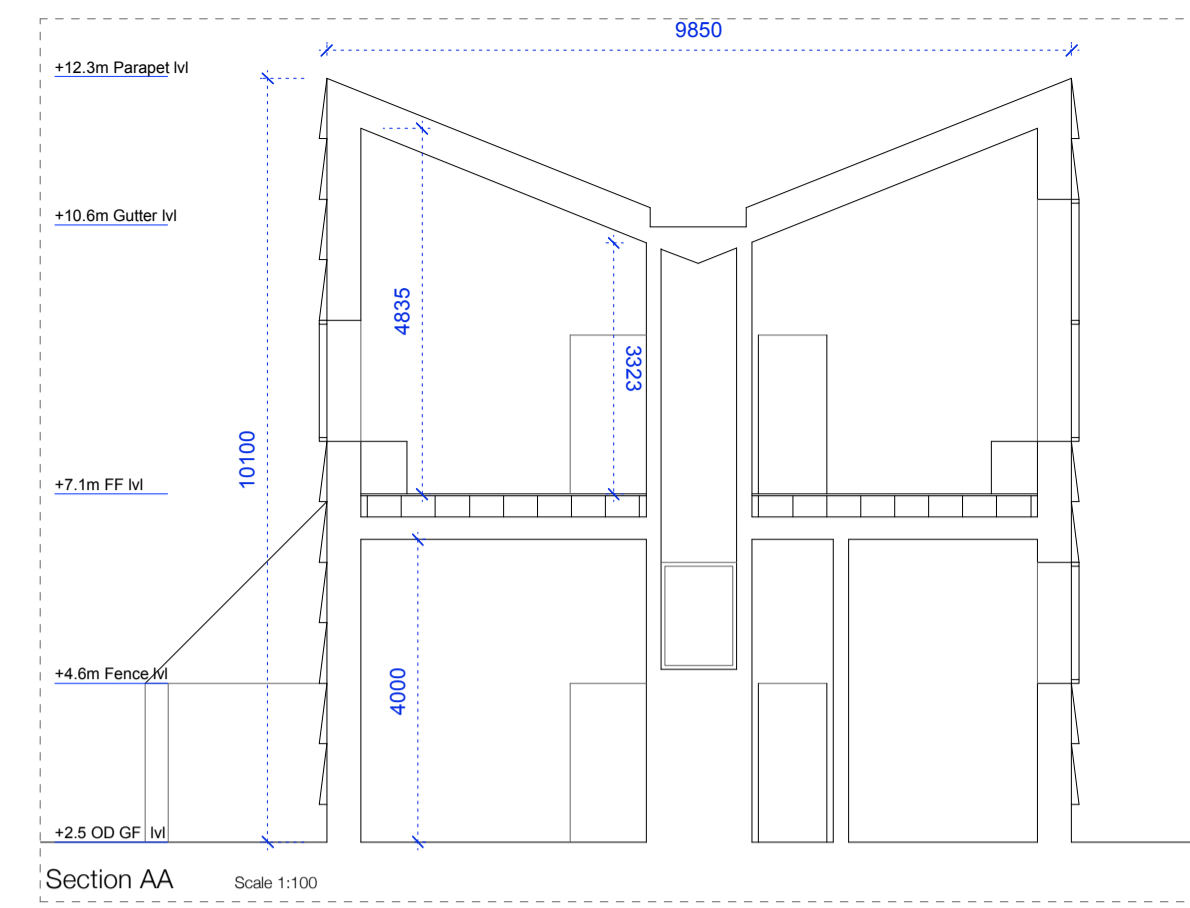 9850
+12.3m Parapet lvl
+10.6m Gutter lvl
4835
3323
10100
+7.1m FF lvl
+4.6m Fence lvl
4000
+2.5 OD GF lvl
Section AA
Scale 1:100